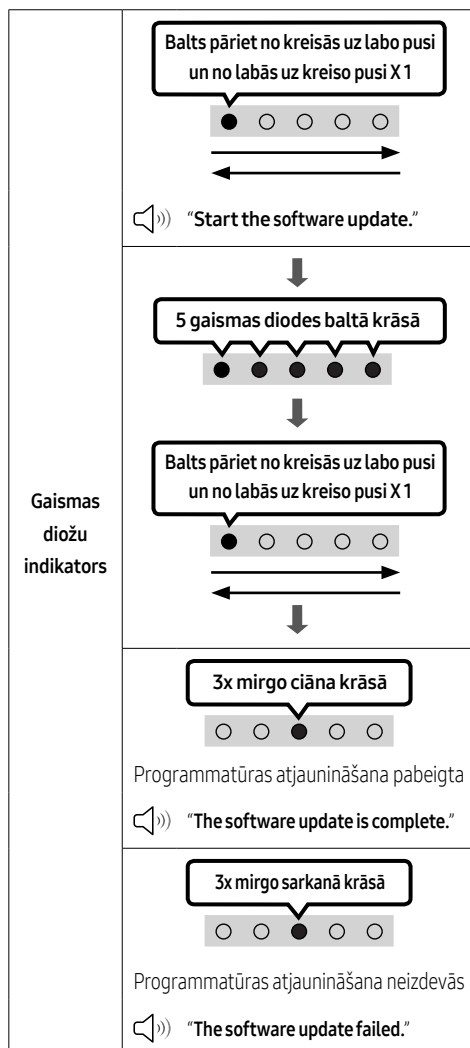 Balts pāriet no kreisās uz labo pusi
un no labās uz kreiso pusi X 1
“Start the software update.”
5 gaismas diodes baltā krāsā
Balts pāriet no kreisās uz labo pusi
un no labās uz kreiso pusi X 1
Gaismas
diožu
indikators
3x mirgo ciāna krāsā
Programmatūras atjaunināšana pabeigta
“The software update is complete.”
3x mirgo sarkanā krāsā
Programmatūras atjaunināšana neizdevās
“The software update failed.”